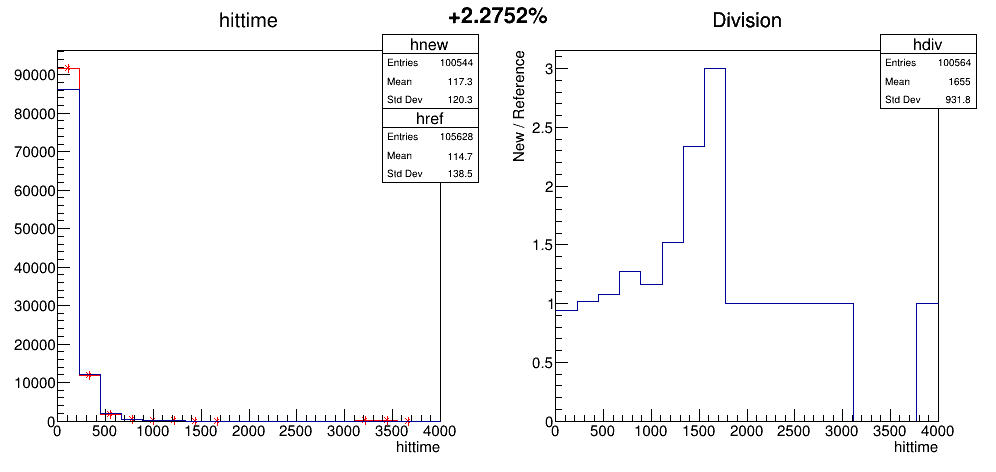 +2.2752%
hittime
hnew
Entries 100544
Mean 117.3
Std Dev 120.3
href
Entries 105628
Mean 114.7
Std Dev 138.5
90000
80000
70000
60000
50000
40000
30000
20000
10000
0
0 500 1000 1500 2000 2500 3000 3500 4000
hittime
Division
hdiv
Entries 100564
Mean 1655
Std Dev 931.8
New / Reference
3
2.5
2
1.5
1
0.5
0
0 500 1000 1500 2000 2500 3000 3500 4000
hittime